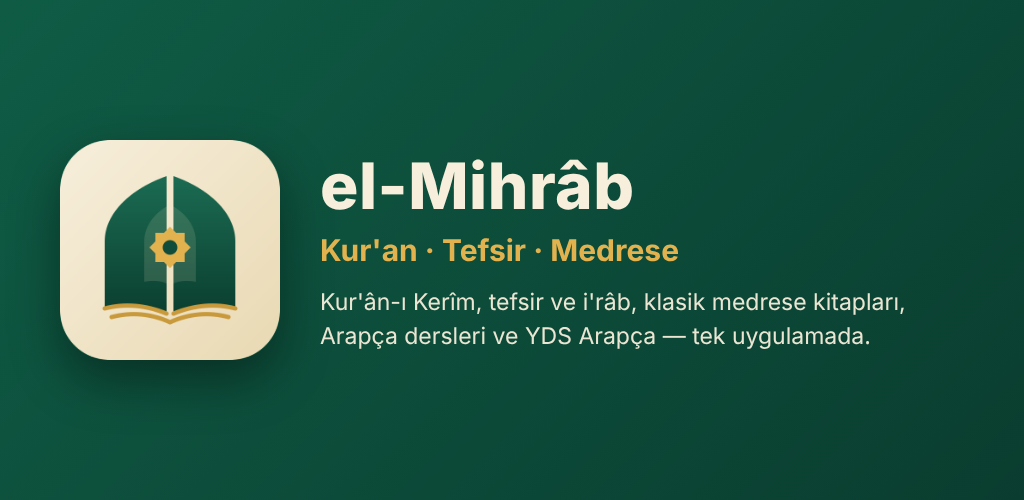 el-Mihrâb
Kur'an · Tefsir · Medrese
Kur'ân-ı Kerîm, tefsir ve i'râb, klasik medrese kitapları,
Arapça dersleri ve YDS Arapça — tek uygulamada.